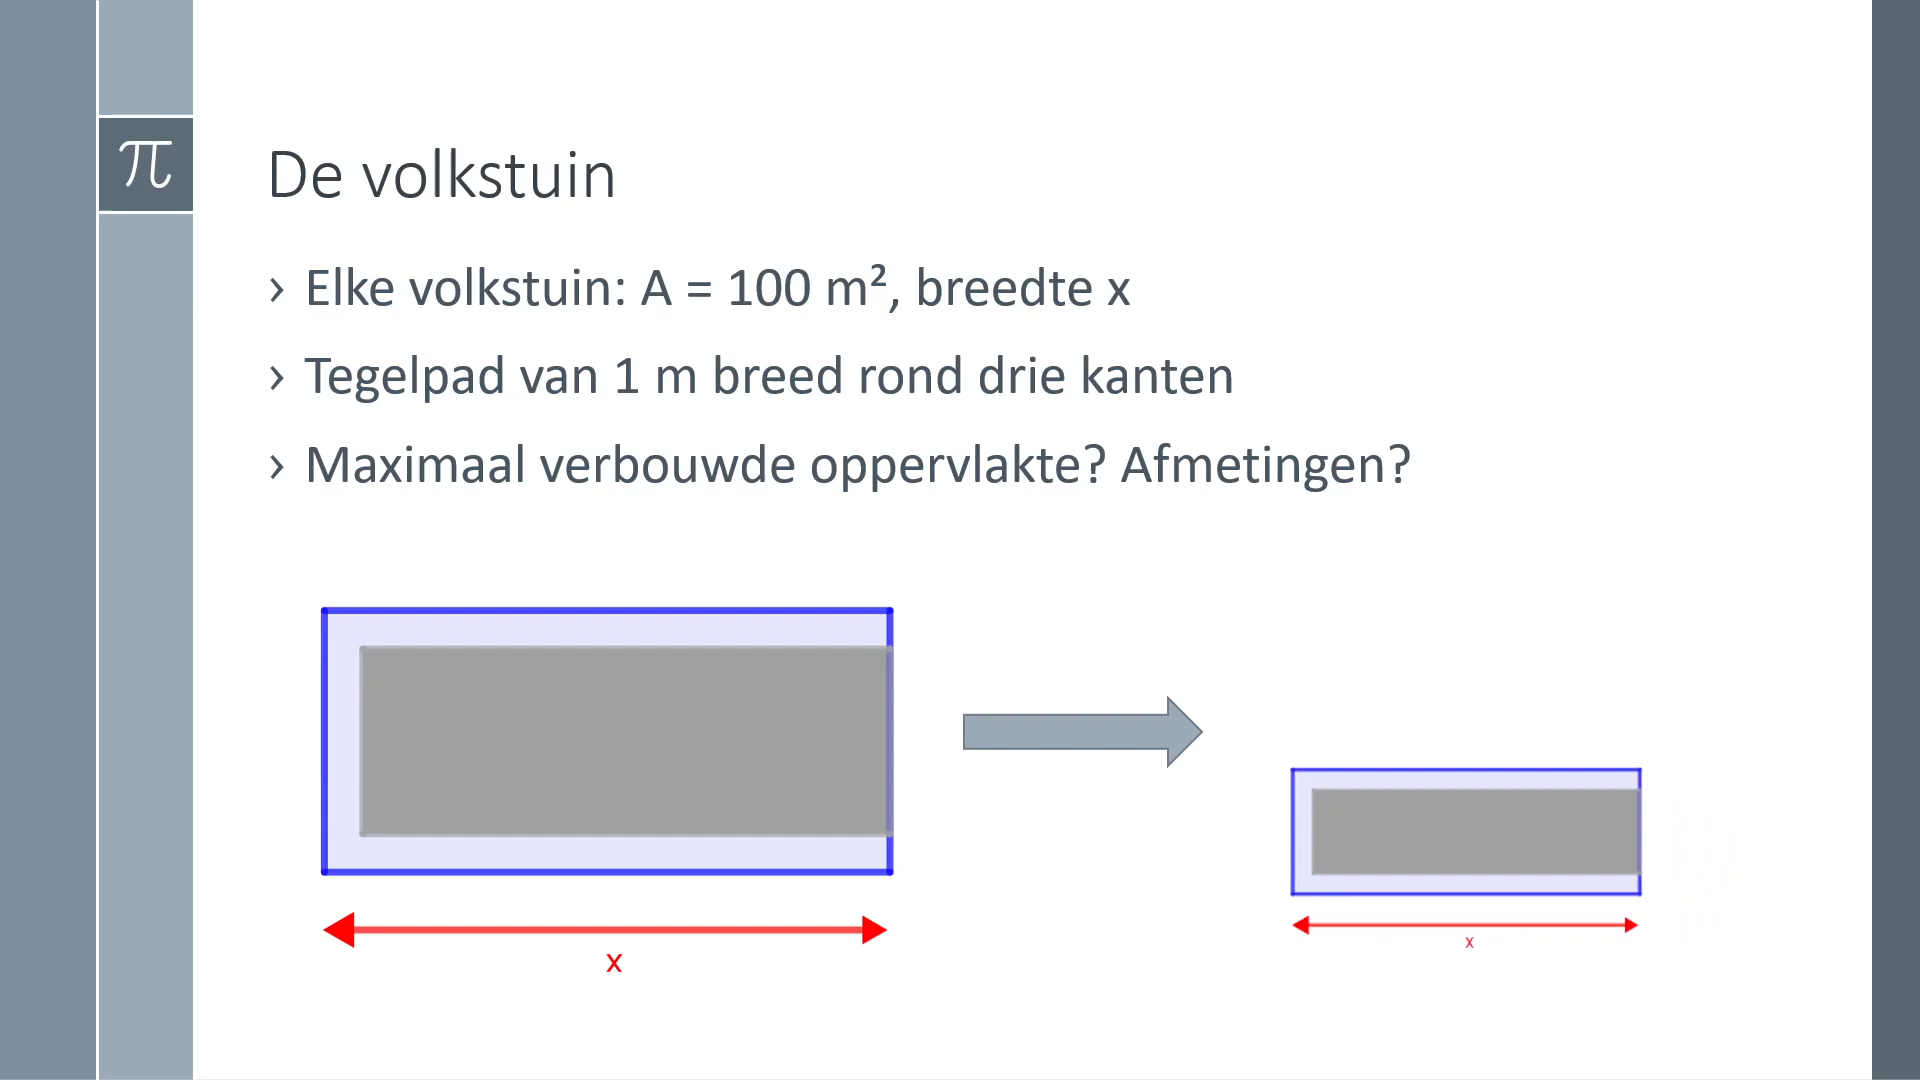 π
De volkstuin
› Elke volkstuin: A = 100 m², breedte x
› Tegelpad van 1 m breed rond drie kanten
› Maximaal verbouwde oppervlakte? Afmetingen?
x
x